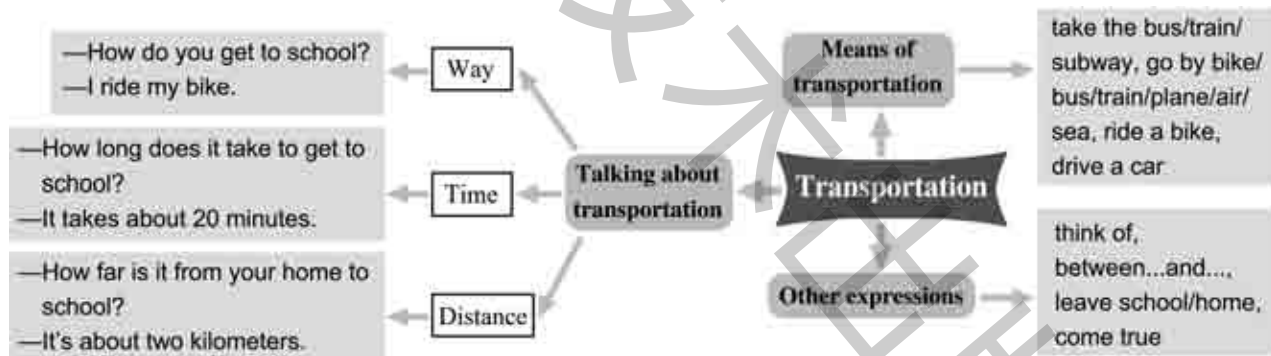 —How do you get to school?
—I ride my bike.
Way
—How long does it take to get to
school?
—It takes about 20 minutes.
Time
—How far is it from your home to
school?
—It's about two kilometers.
Distance
Talking about
transportation
Transportation
Means of
transportation
take the bus/train/
subway, go by bike/
bus/train/plane/air/
sea, ride a bike,
drive a car
Other expressions
think of,
between...and...,
leave school/home,
come true